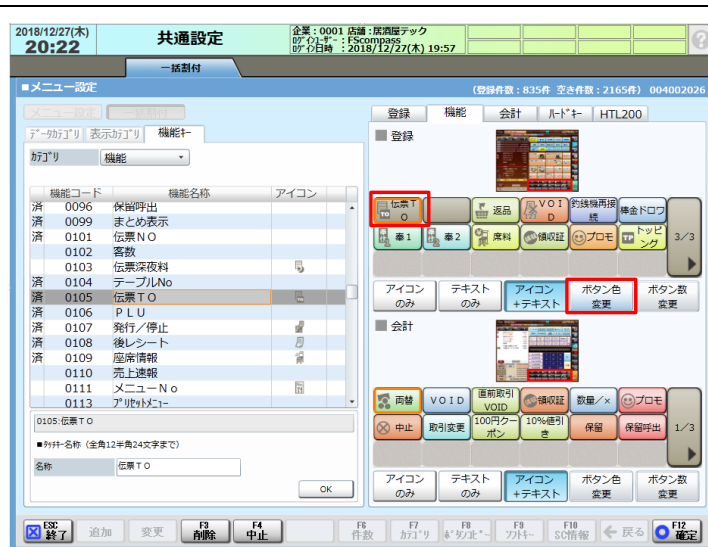 2018/12/27(木)
20:22
共通設定
企業：0001 店舗：居酒屋テック
ﾛｸﾞｲﾝﾕｰｻﾞｰ：FScompass
ﾛｸﾞｲﾝ日時 ：2018/12/27(木) 19:57
一括割付
■メニュー設定
(登録件数：835件 空き件数：2165件) 004002026
メニュー設定 一括割付
ﾃﾞｰﾀｶﾃｺﾞﾘ 表示ｶﾃｺﾞﾘ 機能ｷｰ
ｶﾃｺﾞﾘ 機能
機能コード 機能名称 アイコン
済 0096 保留呼出
済 0099 まとめ表示
済 0101 伝票ＮＯ
0102 客数
0103 伝票深夜料
済 0104 テーブルNo
済 0105 伝票ＴＯ
済 0106 ＰＬＵ
済 0107 発行／停止
済 0108 後レシート
済 0109 座席情報
0110 売上速報
0111 メニューＮｏ
0113 ﾌﾟﾘｾｯﾄﾒﾆｭｰ
0105:伝票ＴＯ
■ﾀｯﾁｷｰ名称（全角12半角24文字まで）
名称 伝票ＴＯ
OK
登録 機能 会計 ﾊｰﾄﾞｷｰ HTL200
■ 登録
伝票Ｔ
Ｏ
返品
ＶＯＩ
Ｄ
釣銭機再接
続
棒金ドロワ
奉１ 奉２ 席料 領収証 プロモ
トッピ
ング
3/3
アイコン
のみ
テキスト
のみ
アイコン
+テキスト
ボタン色
変更
ボタン数
変更
■ 会計
両替 ＶＯＩＤ
直前取引
VOID
領収証 数量／× プロモ
中止 取引変更
100円クー
ポン
10%値引
き
保留 保留呼出
1/3
アイコン
のみ
テキスト
のみ
アイコン
+テキスト
ボタン色
変更
ボタン数
変更
ESC
終了
追加 変更
F3
削除
F4
中止
F6
件数
F7
ｶﾃｺﾞﾘ
F8
ﾎﾞﾀﾝｺﾋﾟｰ
F9
ﾌﾛｱｷｰ
F10
SC情報
戻る
F12
確定